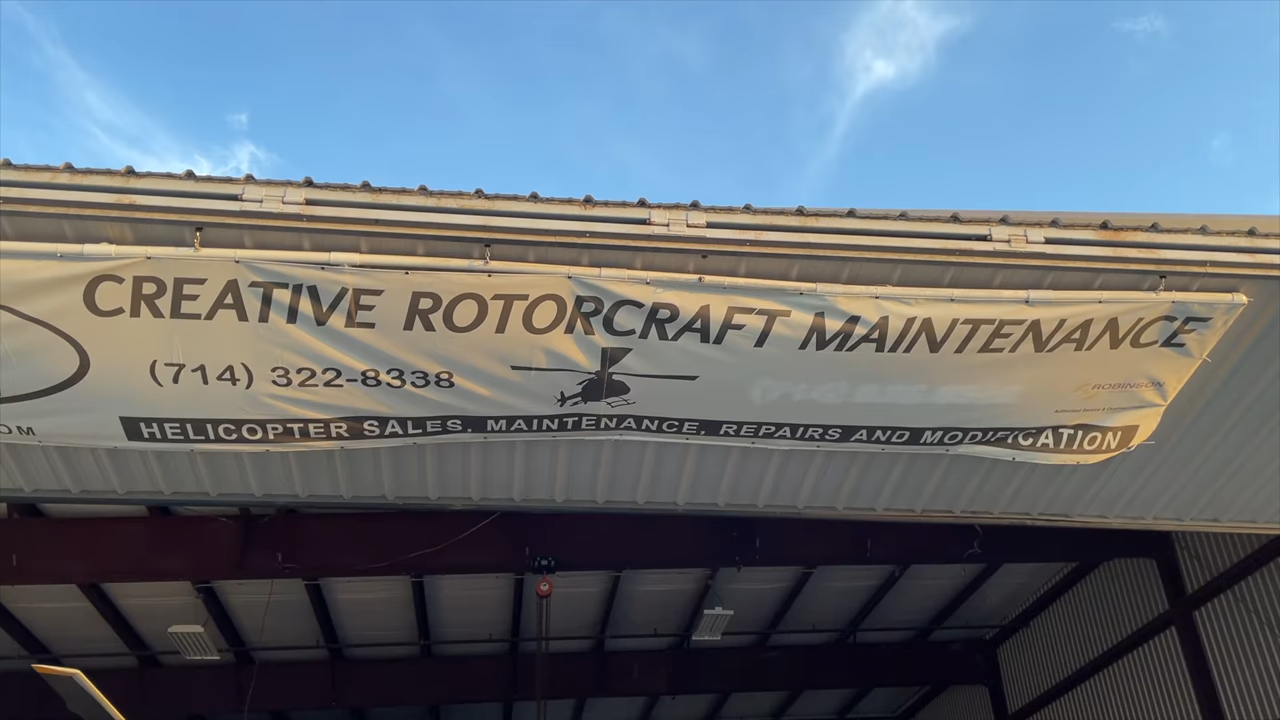 CREATIVE ROTORCRAFT MAINTENANCE
(714) 322-8338
ROBINSON
OM
HELICOPTER SALES, MAINTENANCE, REPAIRS AND MODIFICATION